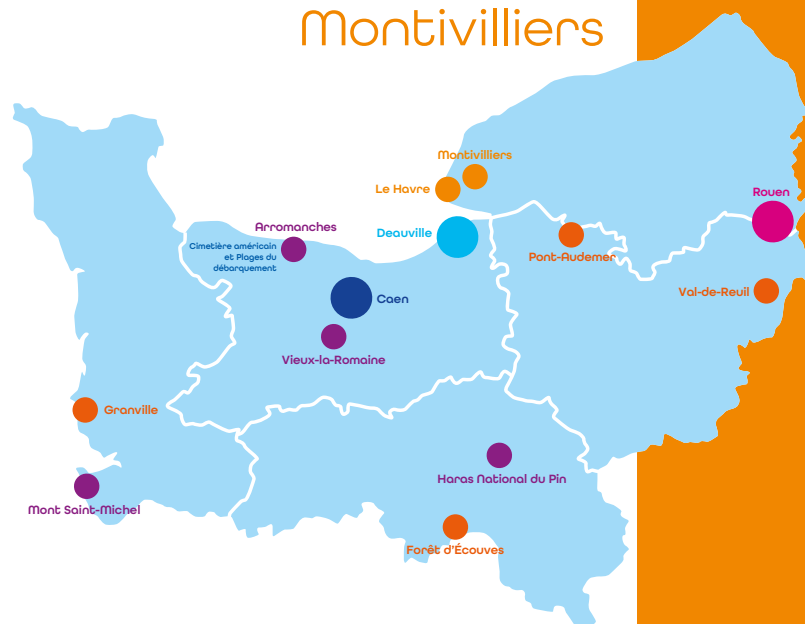 Montivilliers
Montivilliers
Le Havre
Rouen
Arromanches
Deauville
Cimetière américain
et Plages du
débarquement
Pont-Audemer
Val-de-Reuil
Caen
Vieux-la-Romaine
Granville
Haras National du Pin
Mont Saint-Michel
Forêt d'Écouves